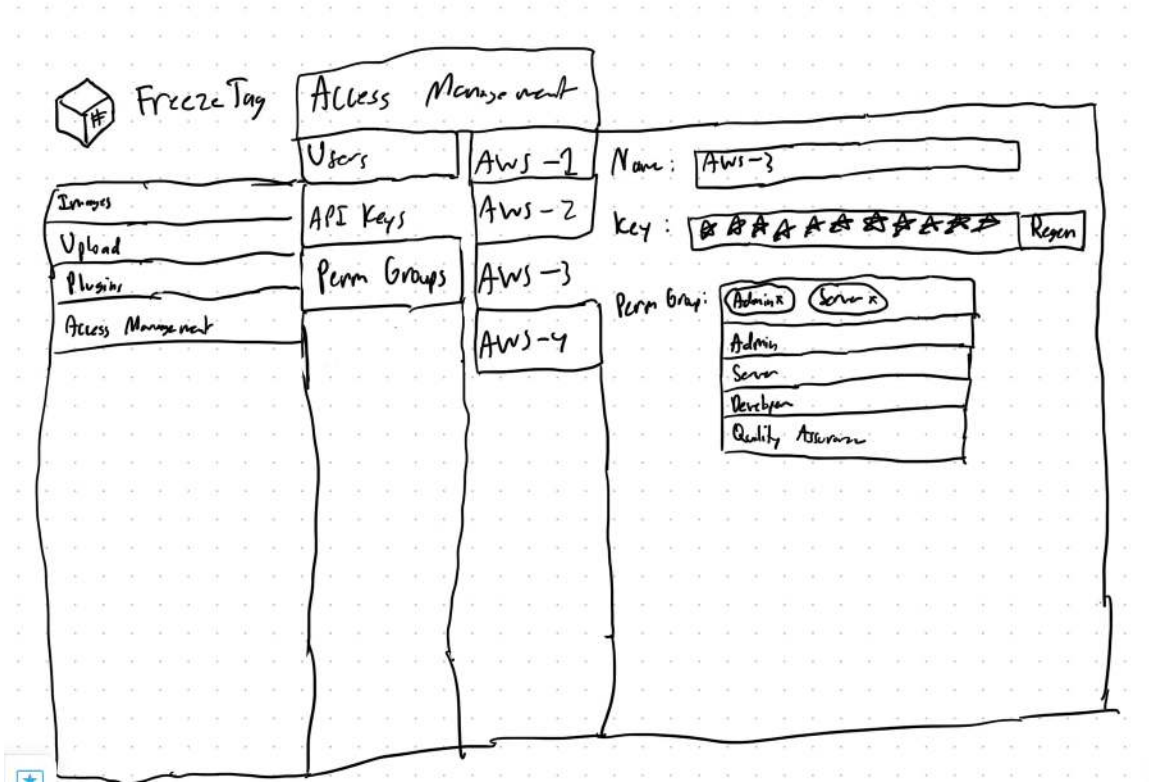 #
FreezeTag
Access Management
Images
Upload
Plugins
Access Management
Users
API Keys
Perm Groups
AWS-1
AWS-2
AWS-3
AWS-4
Name: AWS-3
Key: ********** Regen
Perm Group: Admin x Server x
Admin
Server
Developer
Quality Assurance